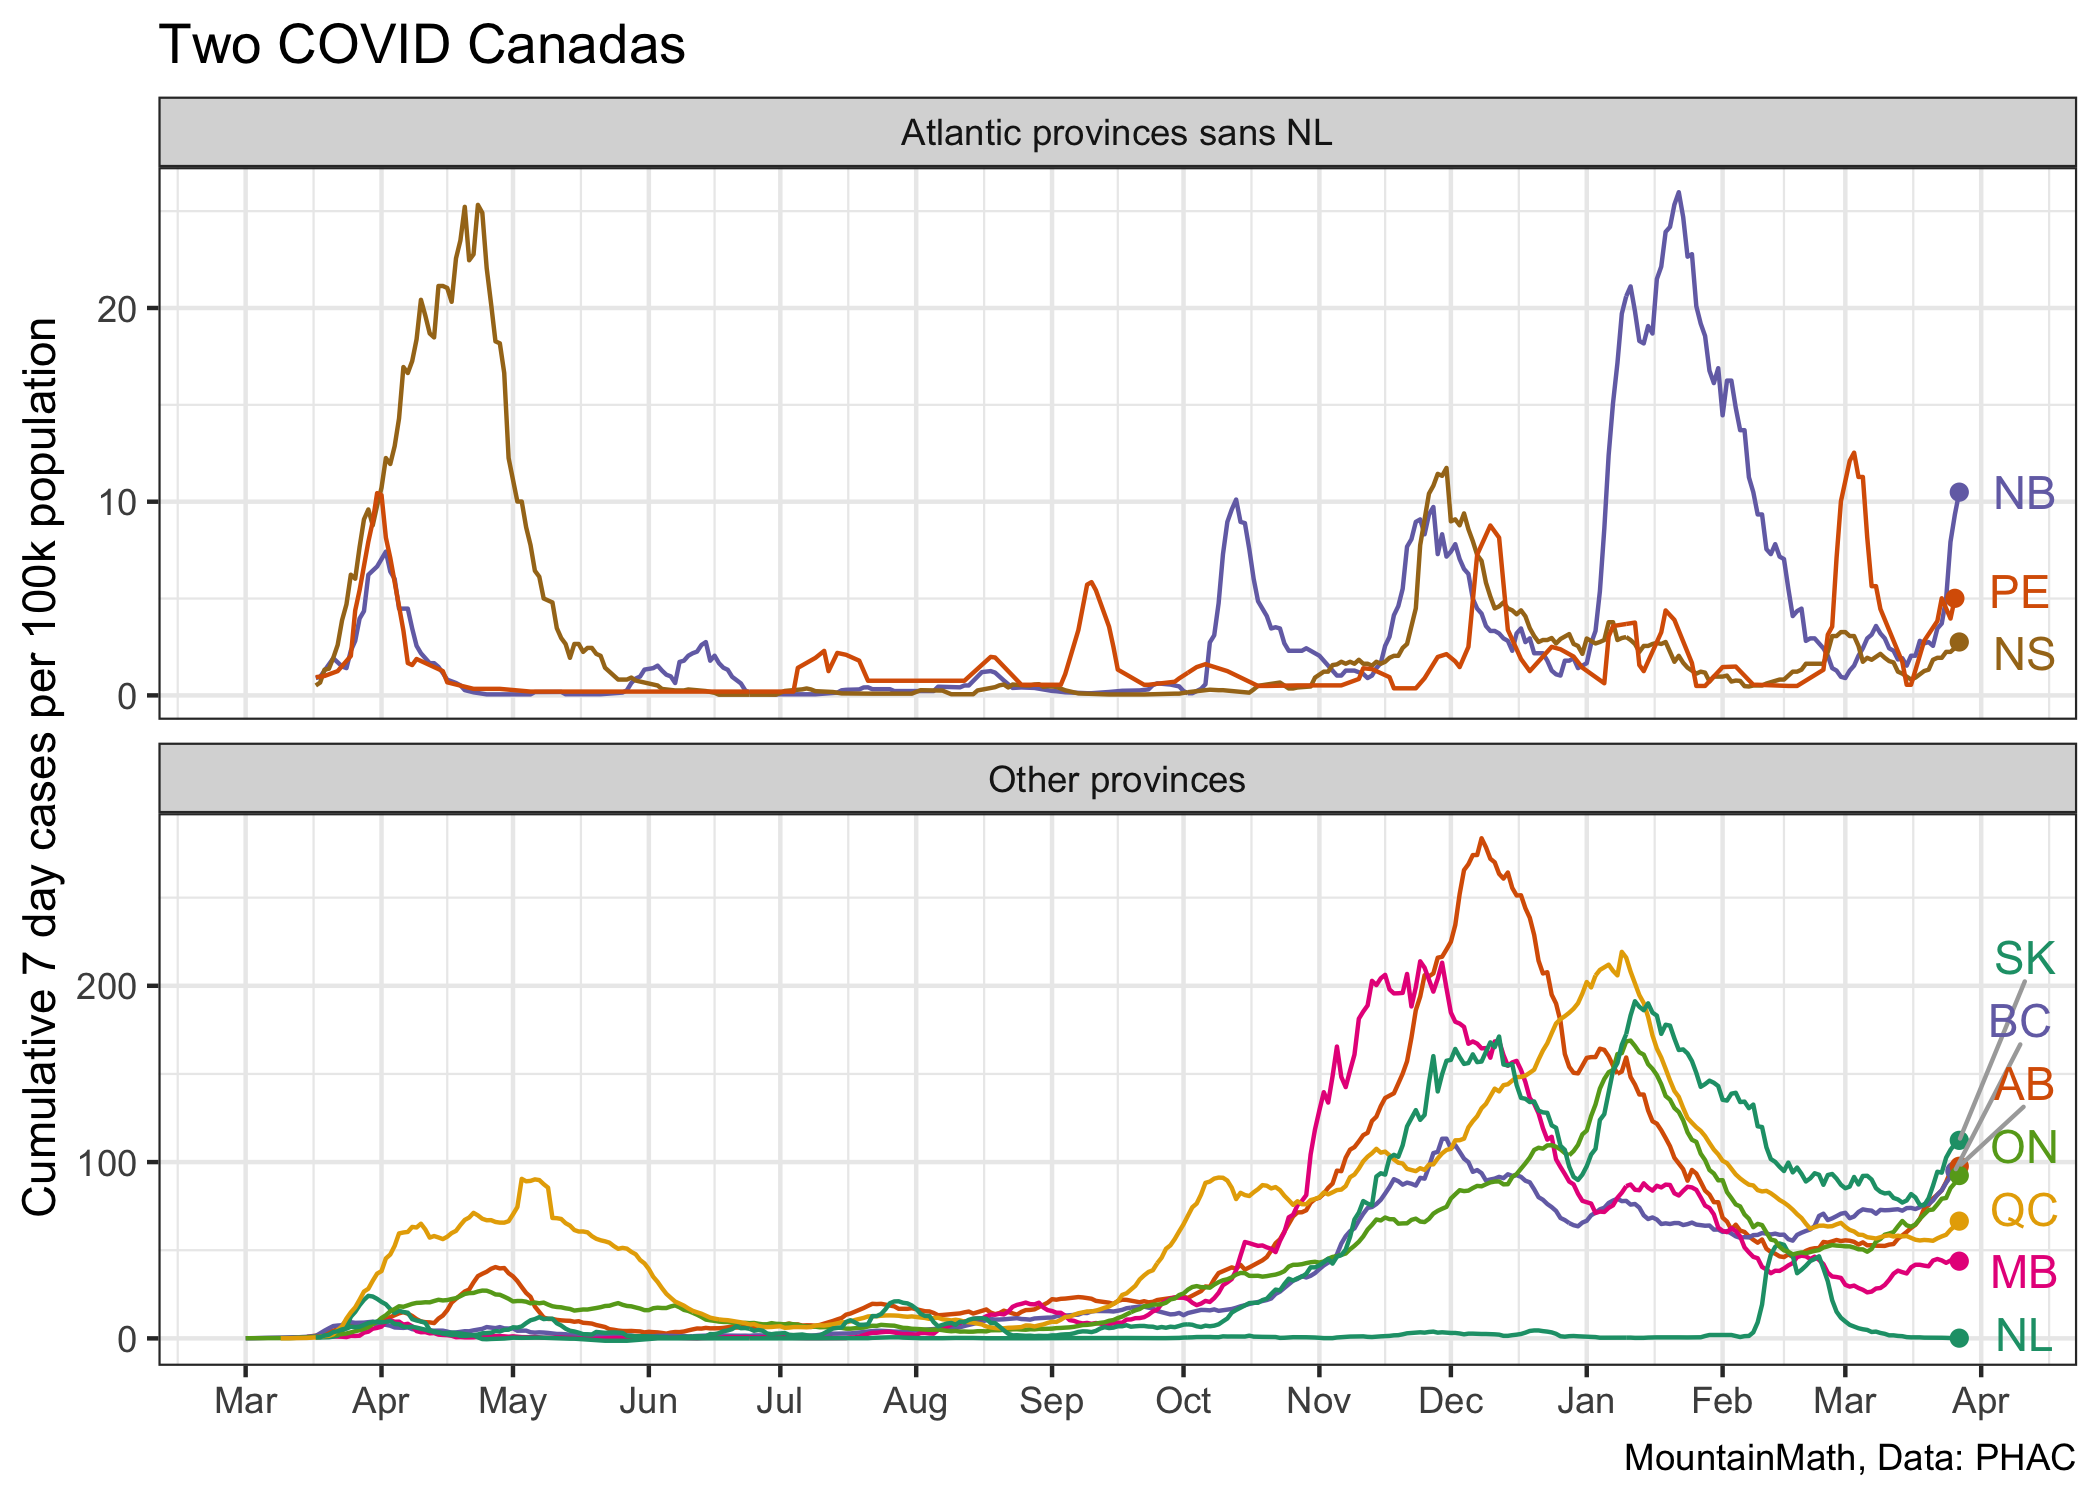 Two COVID Canadas
Atlantic provinces sans NL
Cumulative 7 day cases per 100k population
20
10
0
NB
PE
NS
Other provinces
200
100
0
SK
BC
AB
ON
QC
MB
NL
Mar Apr May Jun Jul Aug Sep Oct Nov Dec Jan Feb Mar Apr
MountainMath, Data: PHAC